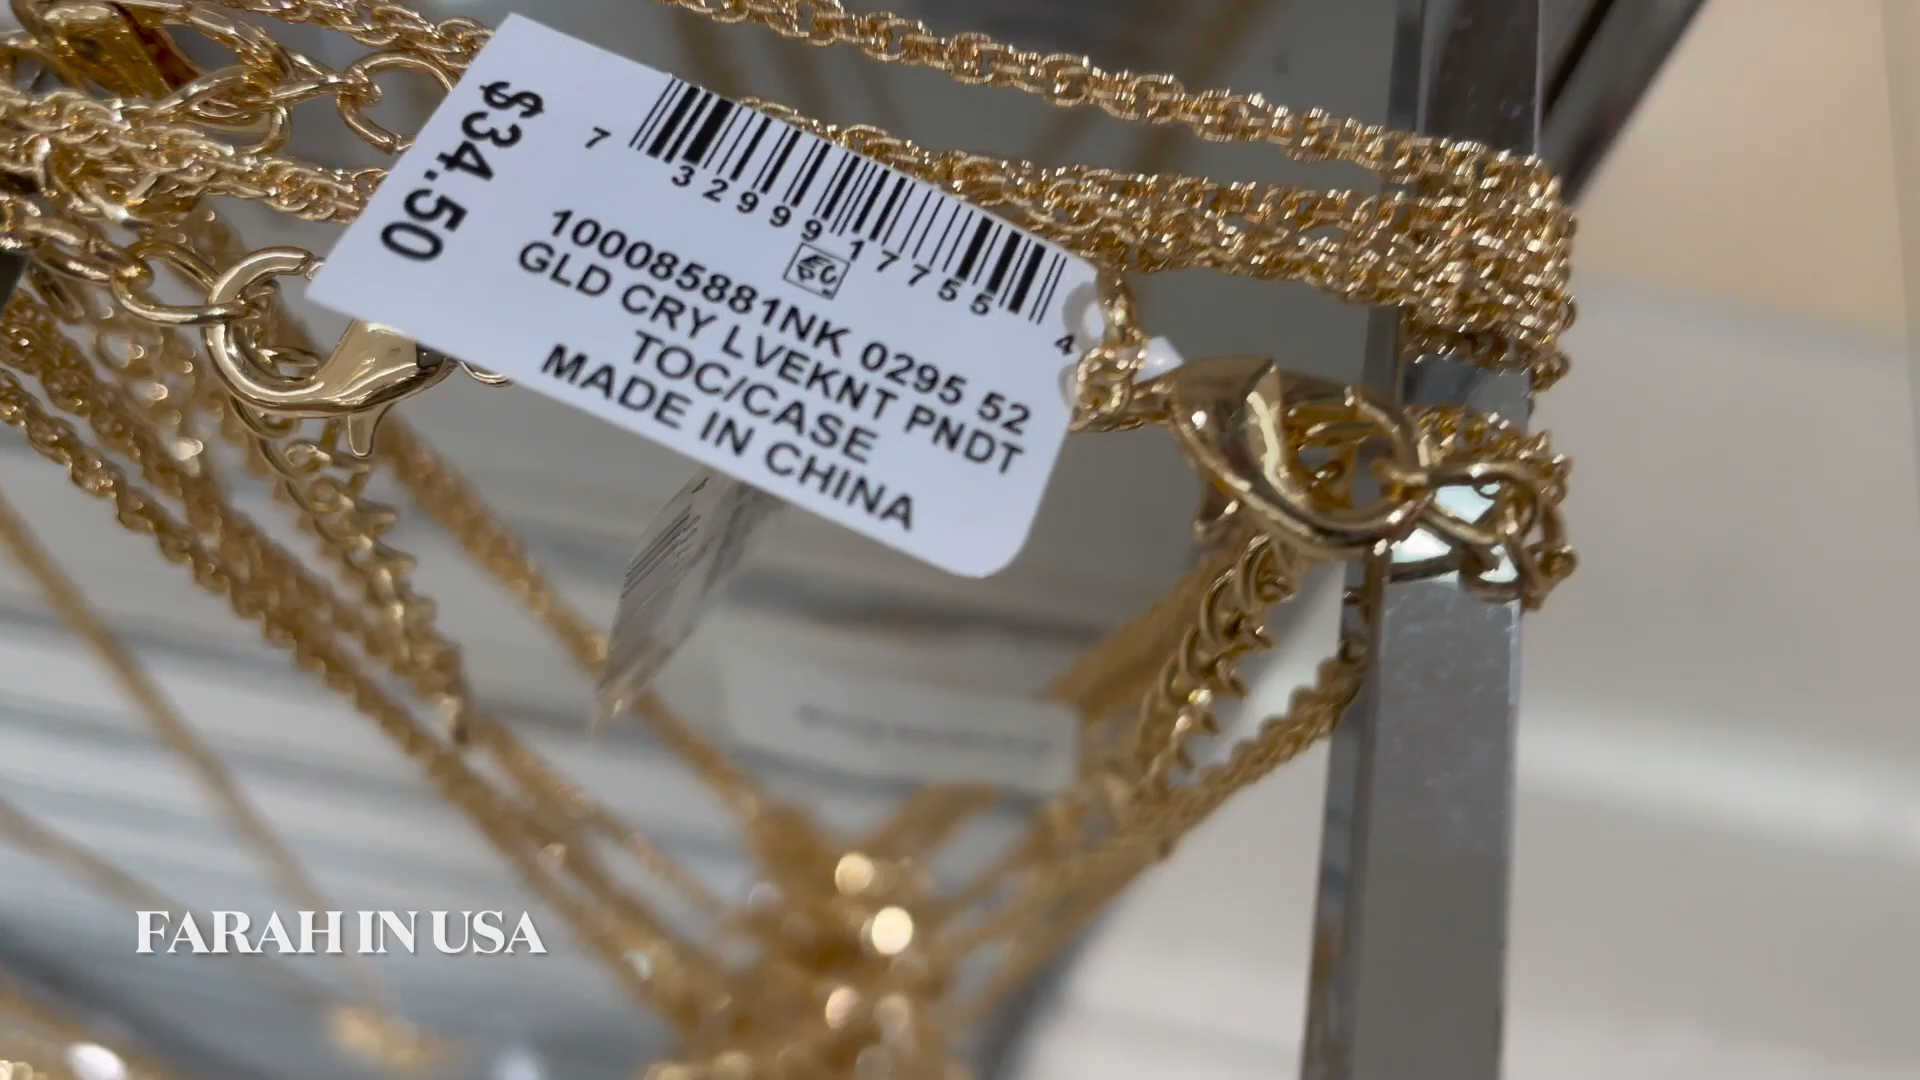 $34.50
7 32999 17755 4
100085881NK 0295 52
GLD CRY LVEKNT PNDT
TOC/CASE
MADE IN CHINA
FARAH IN USA